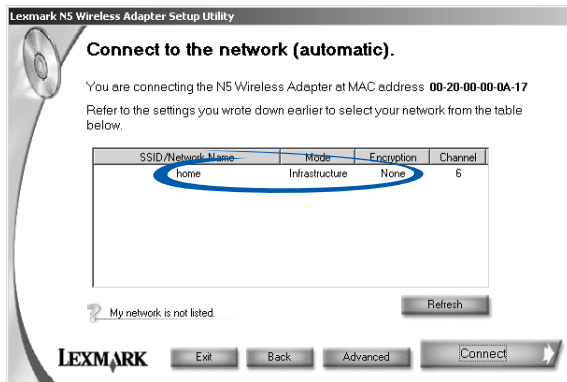 Lexmark N5 Wireless Adapter Setup Utility
Connect to the network (automatic).
You are connecting the N5 Wireless Adapter at MAC address 00-20-00-00-0A-17
Refer to the settings you wrote down earlier to select your network from the table
below.
SSID/Network Name Mode Encryption Channel
home Infrastructure None 6
My network is not listed.
Refresh
LEXMARK Exit Back Advanced Connect